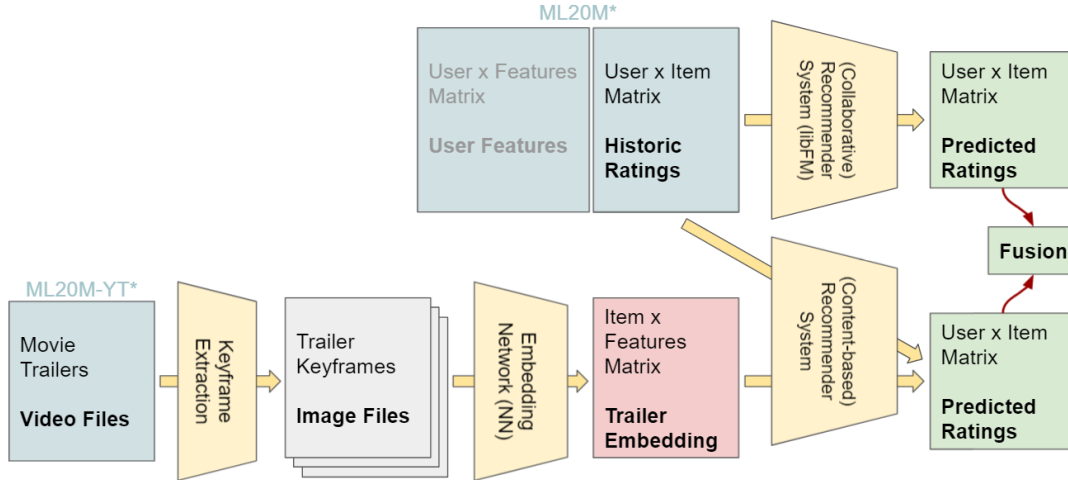 ML20M*
User x Features
Matrix
User Features
User x Item
Matrix
Historic
Ratings
(Collaborative)
Recommender
System (libFM)
User x Item
Matrix
Predicted
Ratings
Fusion
ML20M-YT*
Movie
Trailers
Video Files
Keyframe
Extraction
Trailer
Keyframes
Image Files
Embedding
Network (NN)
Item x
Features
Matrix
Trailer
Embedding
(Content-based)
Recommender
System
User x Item
Matrix
Predicted
Ratings